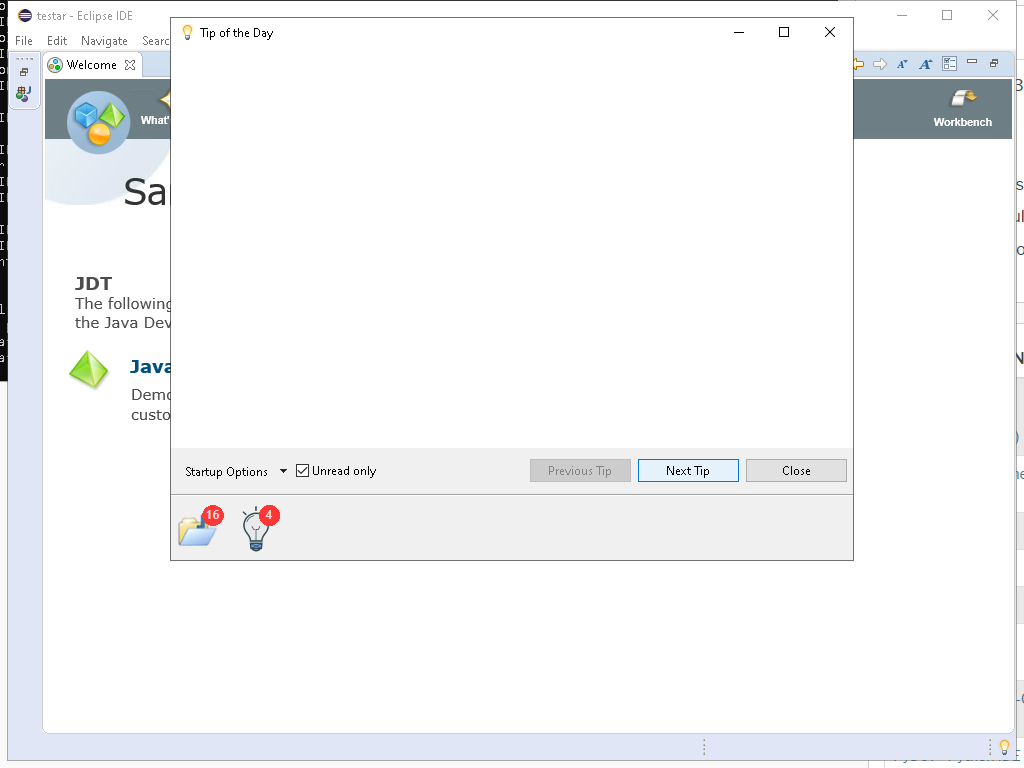 testar - Eclipse IDE
File Edit Navigate Searc
Tip of the Day
Welcome
What'
Workbench
Sa
JDT
The following
the Java Dev
Java
Demo
custo
Startup Options
Unread only
Previous Tip
Next Tip
Close
16
4